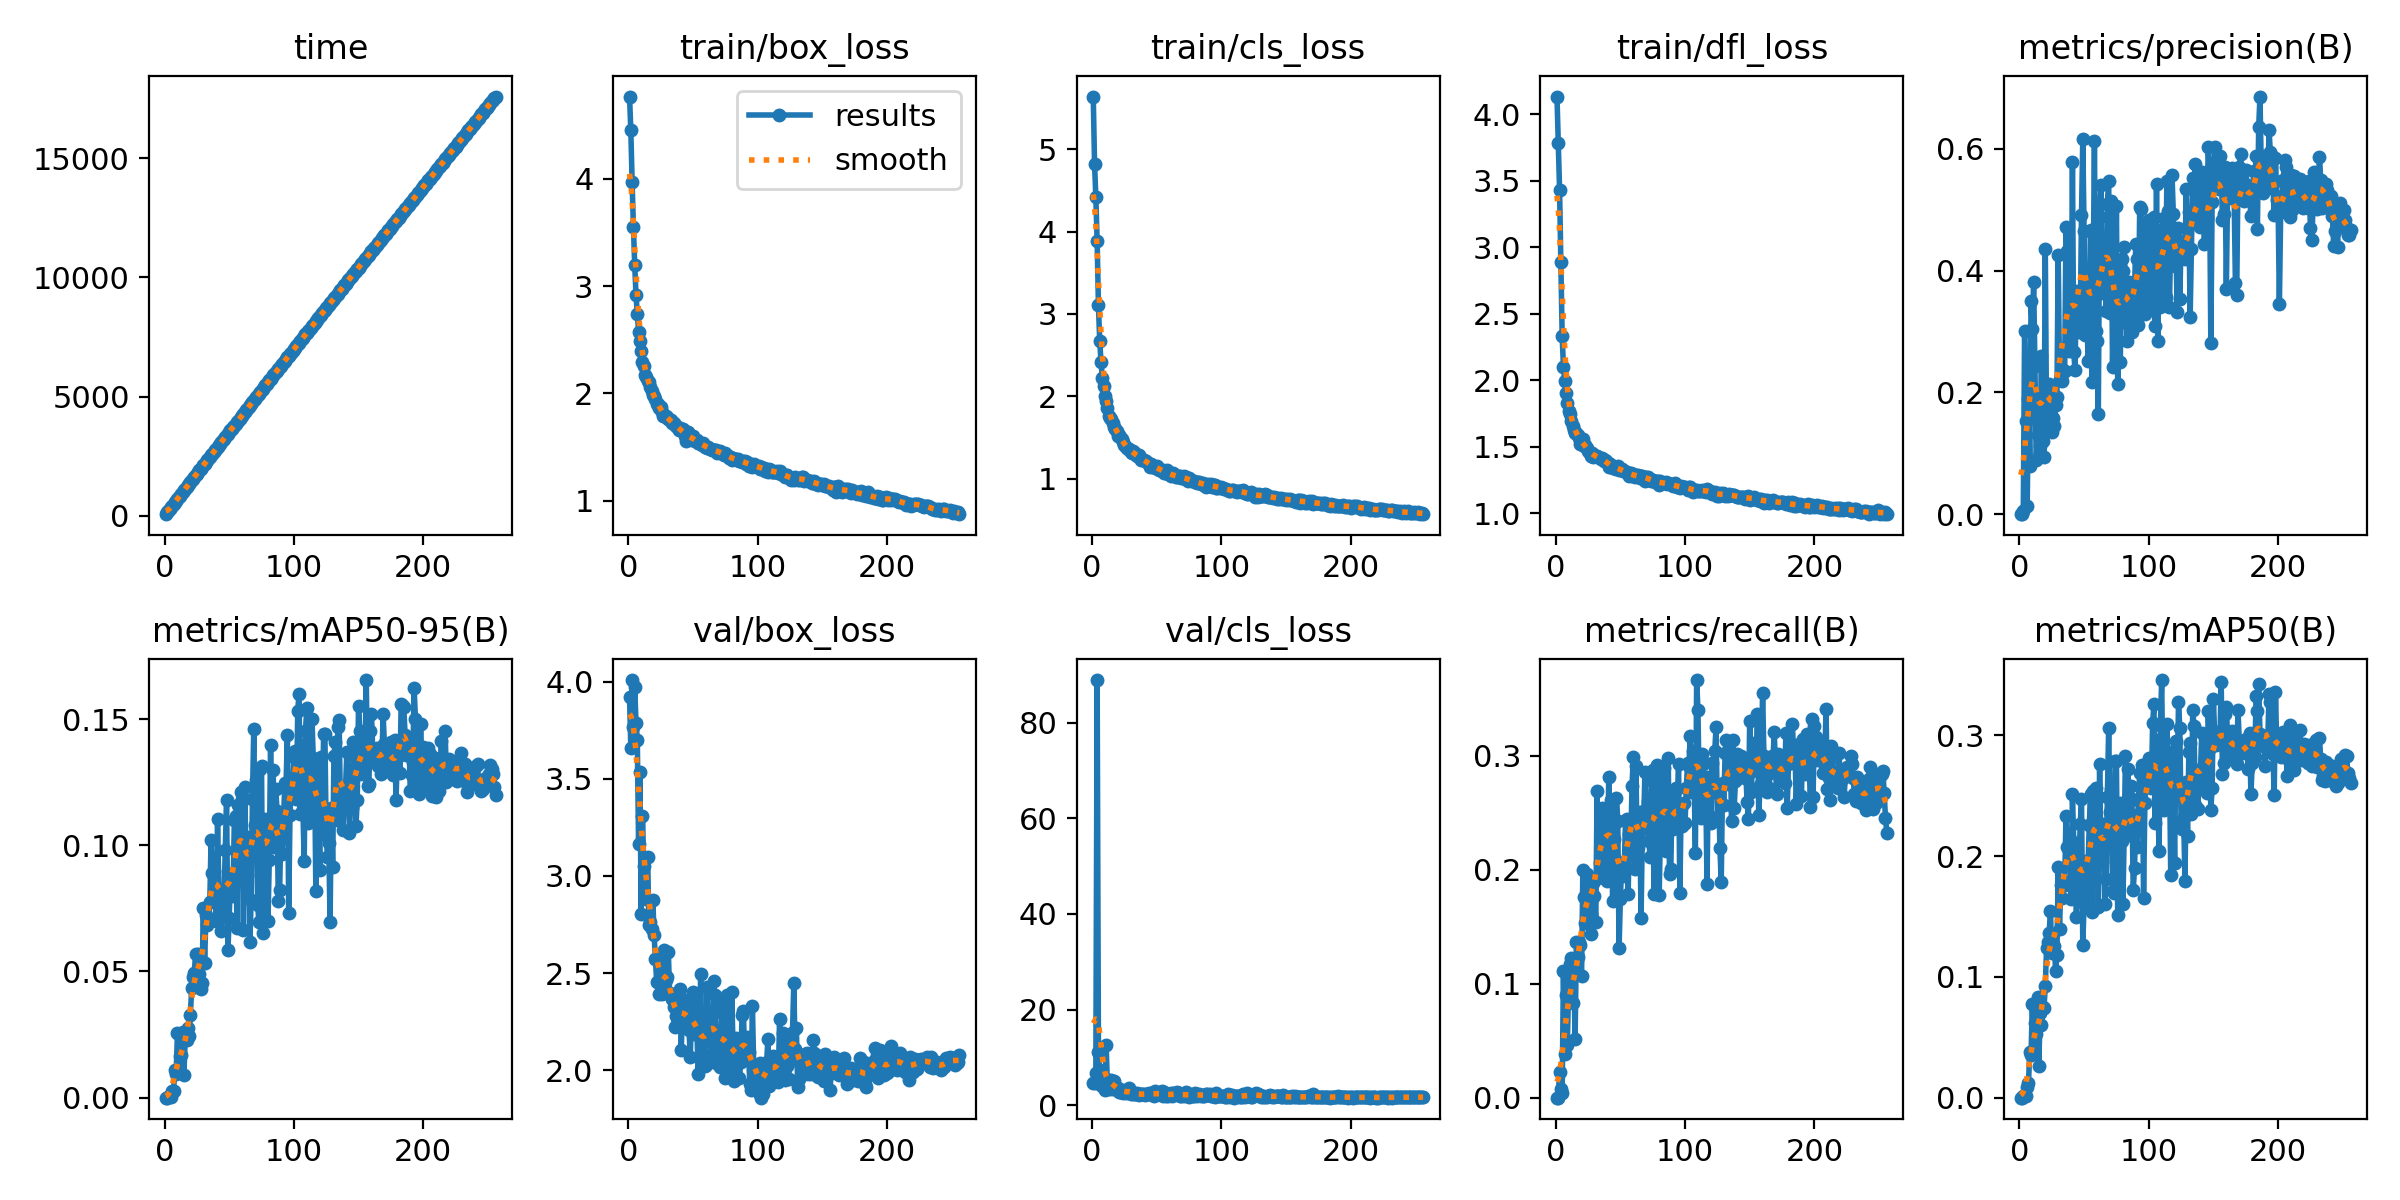 time
train/box_loss
train/cls_loss
train/dfl_loss
metrics/precision(B)
results
smooth
15000
10000
5000
0
4
3
2
1
5
4
3
2
1
4.0
3.5
3.0
2.5
2.0
1.5
1.0
0.6
0.4
0.2
0.0
0 100 200
0 100 200
0 100 200
0 100 200
0 100 200
metrics/mAP50-95(B)
val/box_loss
val/cls_loss
metrics/recall(B)
metrics/mAP50(B)
0.15
0.10
0.05
0.00
4.0
3.5
3.0
2.5
2.0
80
60
40
20
0
0.3
0.2
0.1
0.0
0.3
0.2
0.1
0.0
0 100 200
0 100 200
0 100 200
0 100 200
0 100 200